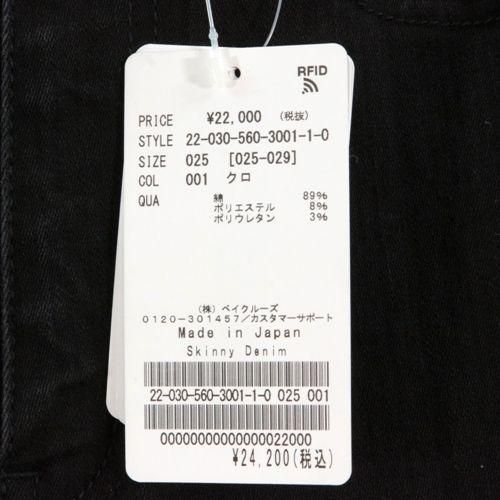 RFID
PRICE ¥22,000 (税抜)
STYLE 22-030-560-3001-1-0
SIZE 025 [025-029]
COL 001 クロ
QUA 綿 89%
ポリエステル 8%
ポリウレタン 3%
(株) ベイクルーズ
0120-301457/カスタマーサポート
Made in Japan
Skinny Denim
22-030-560-3001-1-0 025 001
00000000000000022000
¥24,200(税込)